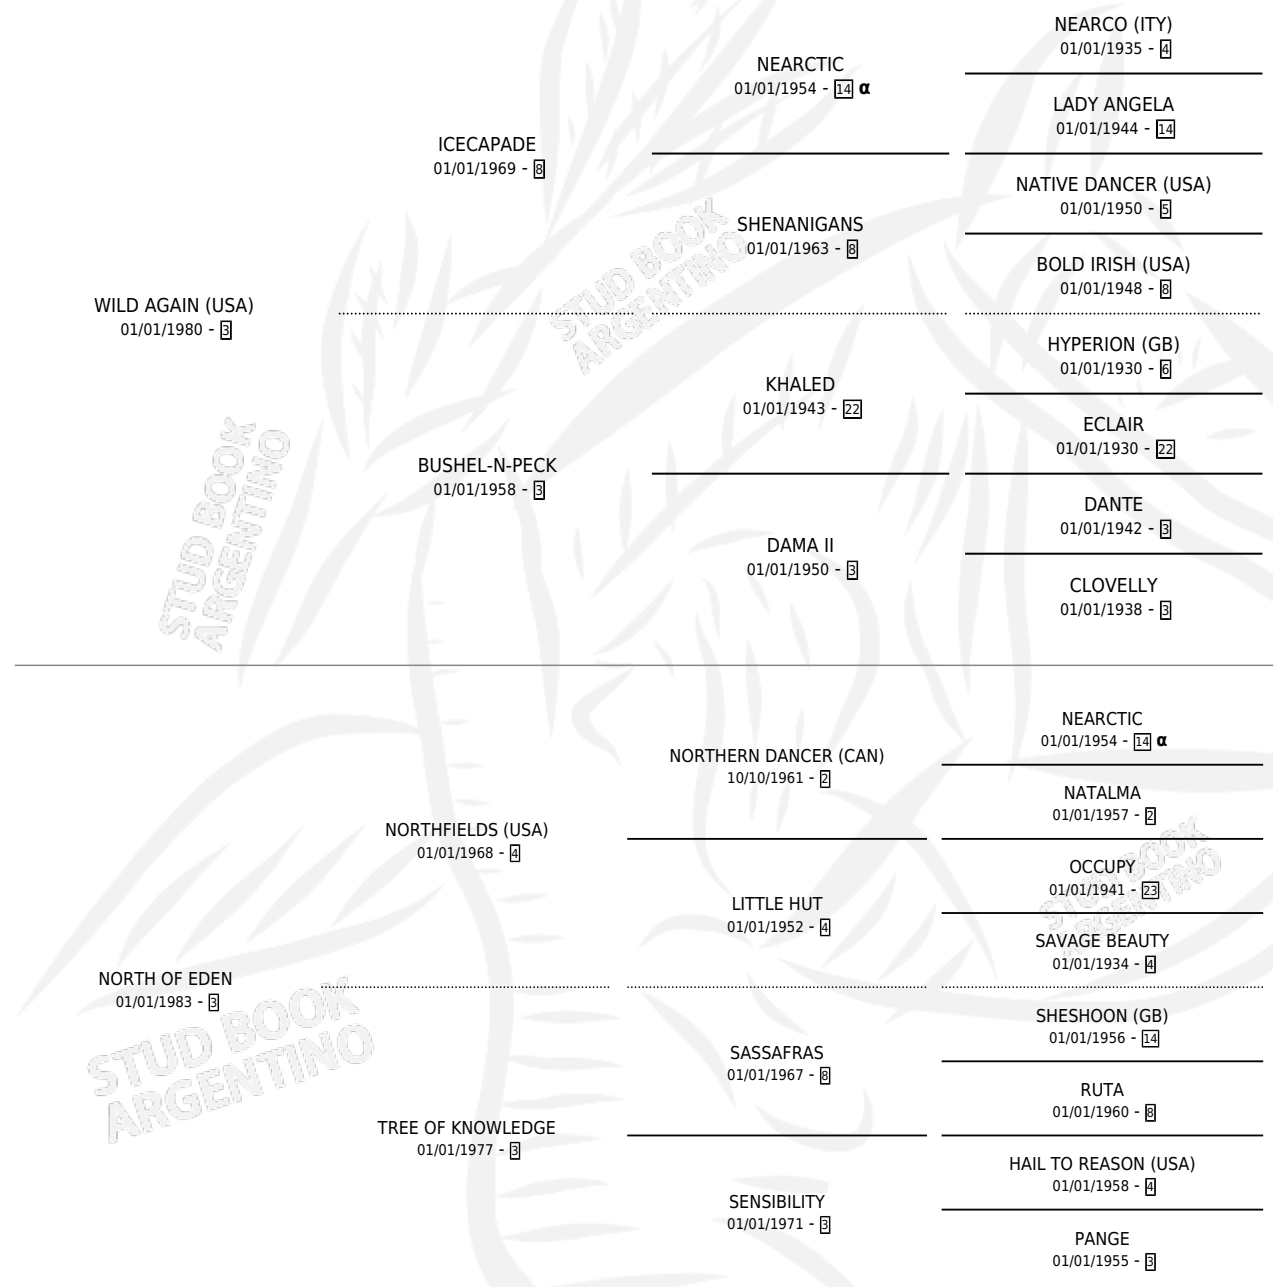 NEARCO (ITY)
01/01/1935 - 4
NEARCTIC
01/01/1954 - 14 α
LADY ANGELA
01/01/1944 - 14
ICECAPADE
01/01/1969 - 8
NATIVE DANCER (USA)
01/01/1950 - 5
SHENANIGANS
01/01/1963 - 8
BOLD IRISH (USA)
01/01/1948 - 8
WILD AGAIN (USA)
01/01/1980 - 3
HYPERION (GB)
01/01/1930 - 6
KHALED
01/01/1943 - 22
ECLAIR
01/01/1930 - 22
BUSHEL-N-PECK
01/01/1958 - 3
DANTE
01/01/1942 - 3
DAMA II
01/01/1950 - 3
CLOVELLY
01/01/1938 - 3
NEARCTIC
01/01/1954 - 14 α
NORTHERN DANCER (CAN)
10/10/1961 - 2
NATALMA
01/01/1957 - 2
NORTHFIELDS (USA)
01/01/1968 - 4
OCCUPY
01/01/1941 - 23
LITTLE HUT
01/01/1952 - 4
SAVAGE BEAUTY
01/01/1934 - 4
NORTH OF EDEN
01/01/1983 - 3
SHESHOON (GB)
01/01/1956 - 14
SASSAFRAS
01/01/1967 - 8
RUTA
01/01/1960 - 8
TREE OF KNOWLEDGE
01/01/1977 - 3
HAIL TO REASON (USA)
01/01/1958 - 4
SENSIBILITY
01/01/1971 - 3
PANGE
01/01/1955 - 3
STUD BOOK
ARGENTINO
STUD BOOK
ARGENTINO
STUD BOOK
ARGENTINO
STUD BOOK
ARGENTINO